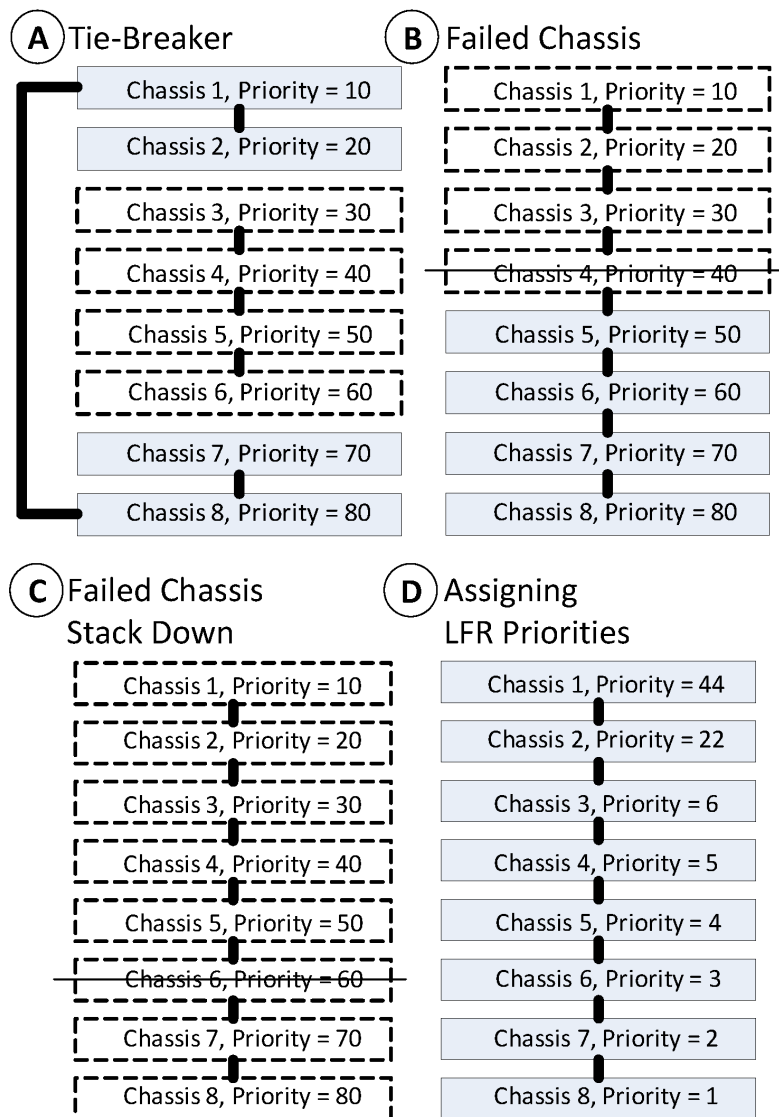 A Tie-Breaker
Chassis 1, Priority = 10
Chassis 2, Priority = 20
Chassis 3, Priority = 30
Chassis 4, Priority = 40
Chassis 5, Priority = 50
Chassis 6, Priority = 60
Chassis 7, Priority = 70
Chassis 8, Priority = 80
B Failed Chassis
Chassis 1, Priority = 10
Chassis 2, Priority = 20
Chassis 3, Priority = 30
Chassis 4, Priority = 40
Chassis 5, Priority = 50
Chassis 6, Priority = 60
Chassis 7, Priority = 70
Chassis 8, Priority = 80
C Failed Chassis
Stack Down
Chassis 1, Priority = 10
Chassis 2, Priority = 20
Chassis 3, Priority = 30
Chassis 4, Priority = 40
Chassis 5, Priority = 50
Chassis 6, Priority = 60
Chassis 7, Priority = 70
Chassis 8, Priority = 80
D Assigning
LFR Priorities
Chassis 1, Priority = 44
Chassis 2, Priority = 22
Chassis 3, Priority = 6
Chassis 4, Priority = 5
Chassis 5, Priority = 4
Chassis 6, Priority = 3
Chassis 7, Priority = 2
Chassis 8, Priority = 1